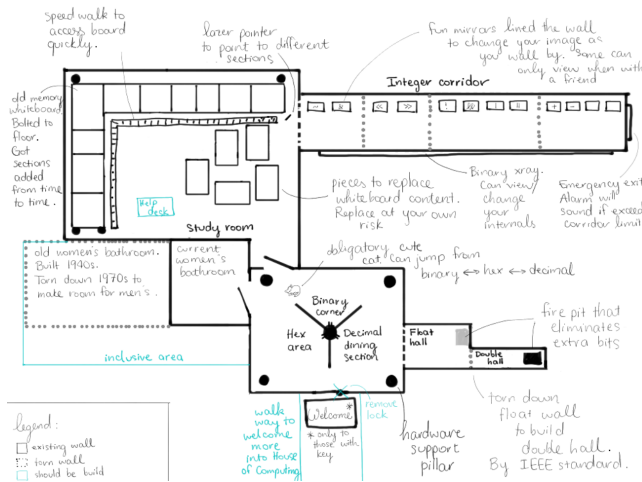 speed walk to
access board
quickly.
lazer pointer
to point to different
sections
fun mirrors lined the wall
to change your image as
you walk by. Some can
only view when with
a friend
Integer corridor
old memory
whiteboard.
Bolted to
floor.
Got
sections
added
from time
to time.
~
&
<<
>>
!
+
-
Help
desk
Study room
pieces to replace
whiteboard content.
Replace at your own
risk
Binary xray.
Can view/
change
your
internals
Emergency exit
Alarm will
sound if exceed
corridor limit
old women's bathroom.
Built 1940s.
Torn down 1970s to
make room for men's.
current
women's
bathroom
obligatory cute
cat, can jump from
binary ↔ hex ↔ decimal
Binary
corner
Hex
area
Decimal
dining
section
Float
hall
Double
hall
fire pit that
eliminates
extra bits
inclusive area
walk
way to
welcome
more
into House
of Computing
Welcome*
* only to
those with
key.
remove
lock
hardware
support
pillar
torn down
float wall
to build
double hall.
By IEEE standard.
legend:
existing wall
torn wall
should be build